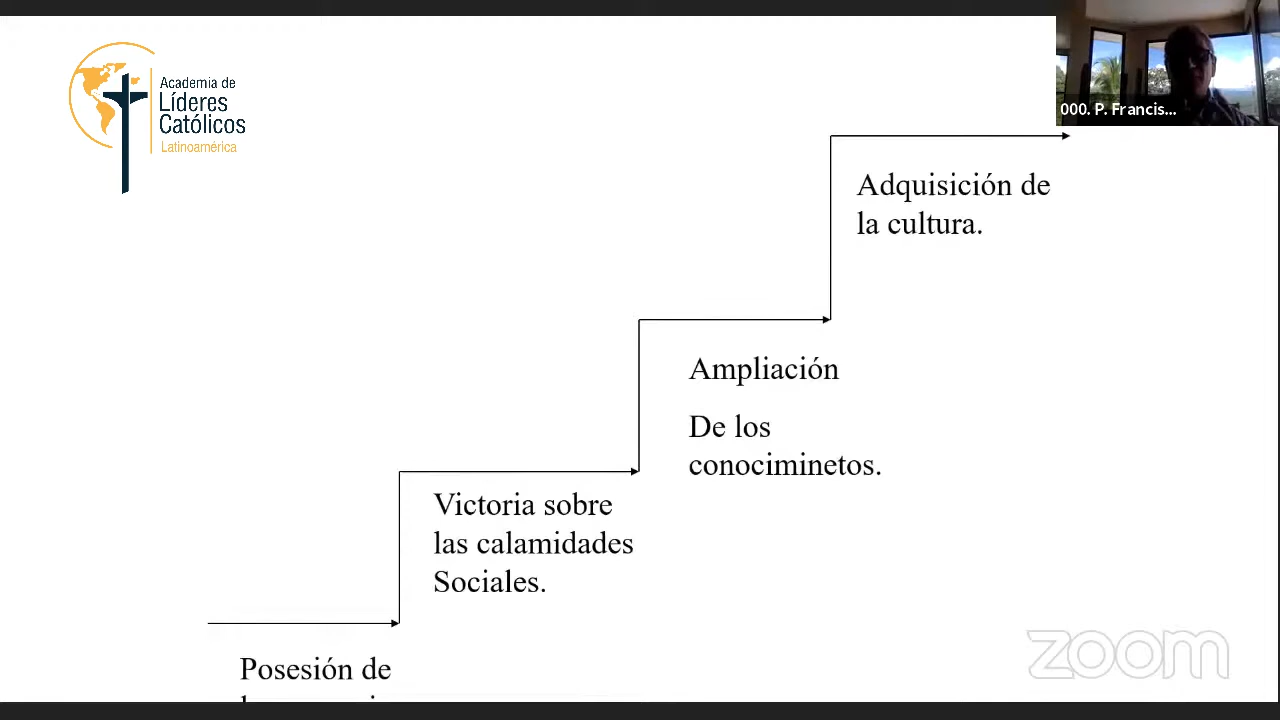 Academia de
Líderes
Católicos
Latinoamérica
000. P. Francis...
Adquisición de
la cultura.
Ampliación
De los
conociminetos.
Victoria sobre
las calamidades
Sociales.
Posesión de
zoom